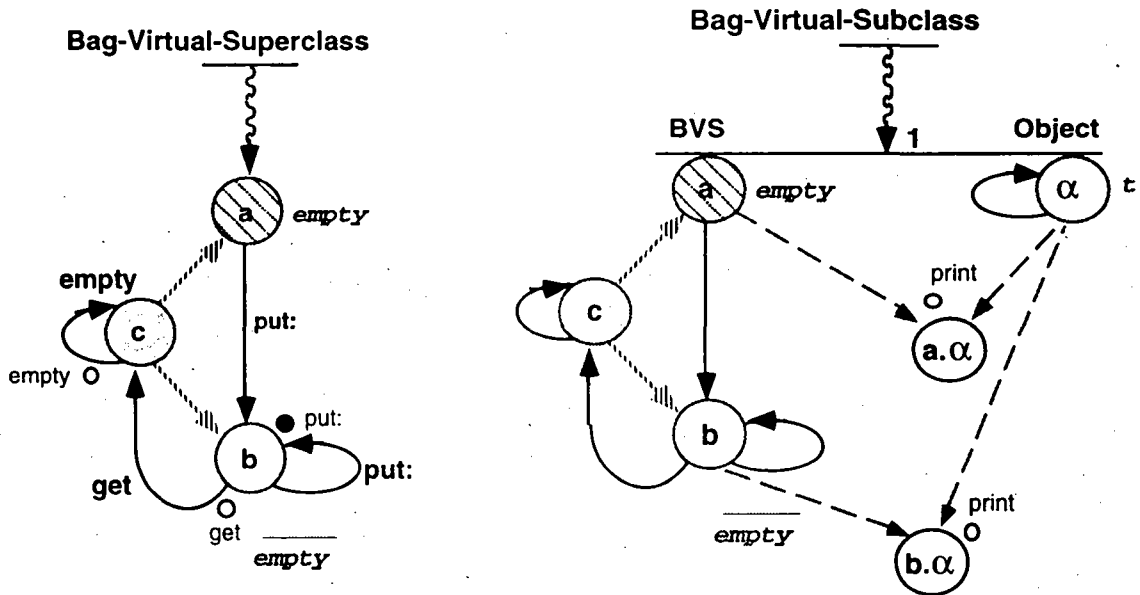 Bag-Virtual-Superclass
a
empty
empty
c
put:
empty
b
put:
put:
get
get
empty
Bag-Virtual-Subclass
BVS
1
Object
a
empty
α
t
print
c
a.α
b
empty
print
b.α